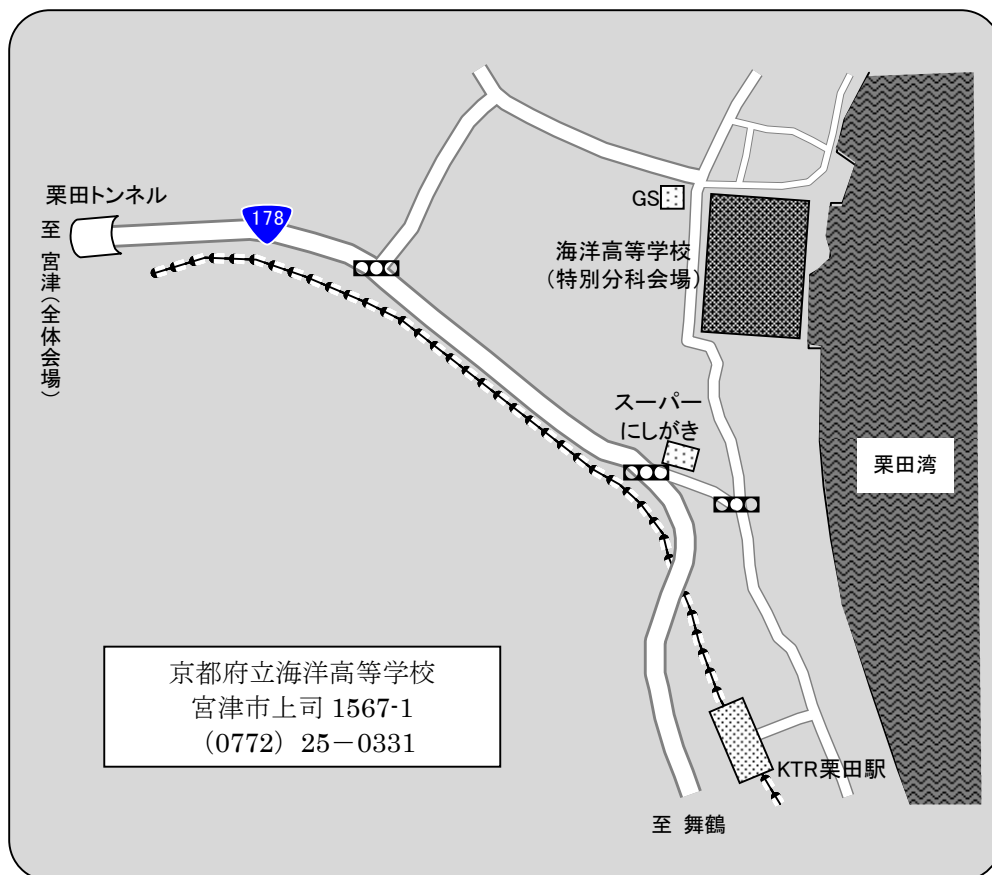 栗田トンネル
178
至 宮津(全体会場)
GS
海洋高等学校
(特別分科会場)
スーパー
にしがき
栗田湾
京都府立海洋高等学校
宮津市上司 1567-1
(0772) 25-0331
KTR栗田駅
至 舞鶴